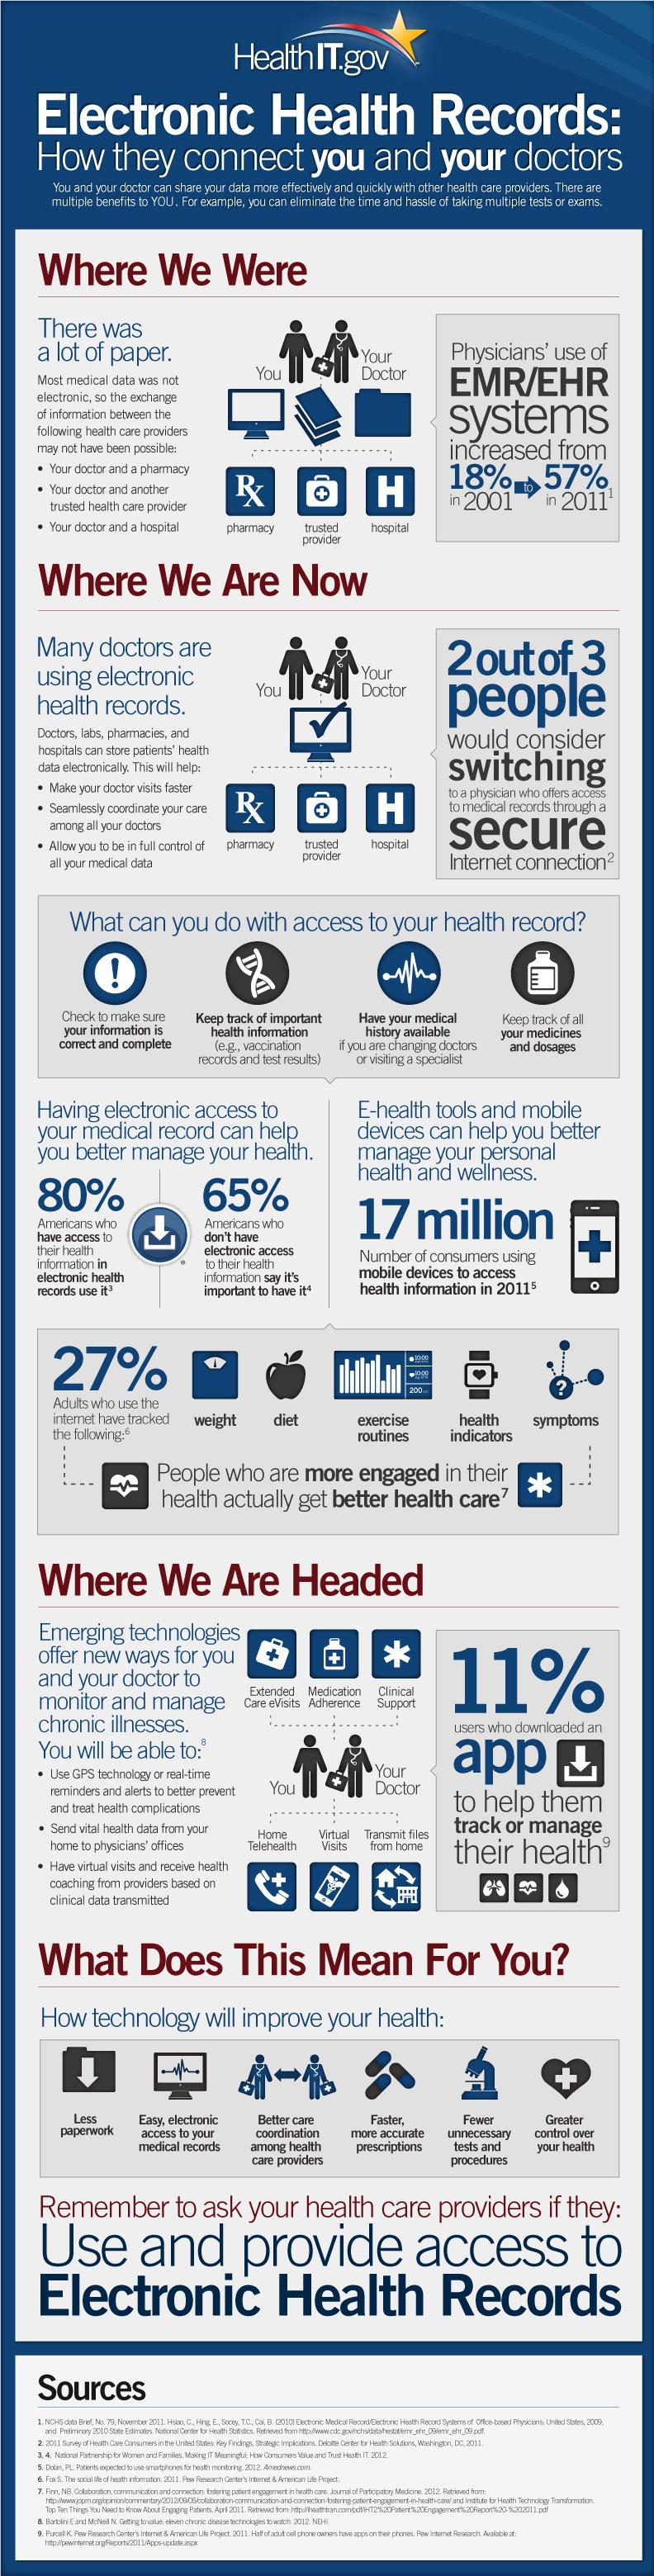 HealthIT.gov
Electronic Health Records:
How they connect you and your doctors
You and your doctor can share your data more effectively and quickly with other health care providers. There are
multiple benefits to YOU. For example, you can eliminate the time and hassle of taking multiple tests or exams.
Where We Were
There was
a lot of paper.
Most medical data was not
electronic, so the exchange
of information between the
following health care providers
may not have been possible:
• Your doctor and a pharmacy
• Your doctor and another
trusted health care provider
• Your doctor and a hospital
You
Your
Doctor
Rx
H
pharmacy
trusted
provider
hospital
Physicians' use of
EMR/EHR
systems
increased from
18% to 57%
in 2001 in 2011¹
Where We Are Now
Many doctors are
using electronic
health records.
Doctors, labs, pharmacies, and
hospitals can store patients' health
data electronically. This will help:
• Make your doctor visits faster
• Seamlessly coordinate your care
among all your doctors
• Allow you to be in full control of
all your medical data
You
Your
Doctor
Rx
H
pharmacy
trusted
provider
hospital
2 out of 3
people
would consider
switching
to a physician who offers access
to medical records through a
secure
Internet connection²
What can you do with access to your health record?
Check to make sure
your information is
correct and complete
Keep track of important
health information
(e.g., vaccination
records and test results)
Have your medical
history available
if you are changing doctors
or visiting a specialist
Keep track of all
your medicines
and dosages
Having electronic access to
your medical record can help
you better manage your health.
80%
Americans who
have access to
their health
information in
electronic health
records use it³
65%
Americans who
don't have
electronic access
to their health
information say it's
important to have it⁴
E-health tools and mobile
devices can help you better
manage your personal
health and wellness.
17 million
Number of consumers using
mobile devices to access
health information in 2011⁵
27%
Adults who use the
internet have tracked
the following:⁶
weight
diet
10:00
10:00
200
exercise
routines
health
indicators
?
symptoms
People who are more engaged in their
health actually get better health care⁷
Where We Are Headed
Emerging technologies
offer new ways for you
and your doctor to
monitor and manage
chronic illnesses.
You will be able to:⁸
• Use GPS technology or real-time
reminders and alerts to better prevent
and treat health complications
• Send vital health data from your
home to physicians' offices
• Have virtual visits and receive health
coaching from providers based on
clinical data transmitted
Extended
Care eVisits
Medication
Adherence
Clinical
Support
You
Your
Doctor
Home
Telehealth
Virtual
Visits
Transmit files
from home
11%
users who downloaded an
app
to help them
track or manage
their health⁹
What Does This Mean For You?
How technology will improve your health:
Less
paperwork
Easy, electronic
access to your
medical records
Better care
coordination
among health
care providers
Faster,
more accurate
prescriptions
Fewer
unnecessary
tests and
procedures
Greater
control over
your health
Remember to ask your health care providers if they:
Use and provide access to
Electronic Health Records
Sources
1. NCHS data Brief, No. 79, November 2011. Hsiao, C., Hing, E., Socey, T.C., Cai, B. (2010) Electronic Medical Record/Electronic Health Record Systems of Office-based Physicians: United States, 2009,
and Preliminary 2010 State Estimates. National Center for Health Statistics. Retrieved from http://www.cdc.gov/nchs/data/hestat/emr_ehr_09/emr_ehr_09.pdf.
2. 2011 Survey of Health Care Consumers in the United States: Key Findings, Strategic Implications. Deloitte Center for Health Solutions, Washington, DC, 2011.
3, 4. National Partnership for Women and Families. Making IT Meaningful: How Consumers Value and Trust Health IT. 2012.
5. Dolan, PL. Patients expected to use smartphones for health monitoring. 2012. Amednews.com.
6. Fox S. The social life of health information. 2011. Pew Research Center's Internet & American Life Project.
7. Finn, NB. Collaboration, communication and connection: fostering patient engagement in health care. Journal of Participatory Medicine. 2012. Retrieved from:
http://www.jopm.org/opinion/commentary/2012/09/05/collaboration-communication-and-connection-fostering-patient-engagement-in-health-care/ and Institute for Health Technology Transformation.
Top Ten Things You Need to Know About Engaging Patients. April 2011. Retrieved from: http://ihealthtran.com/pdf/iHT2%20Patient%20Engagement%20Report%20-%202011.pdf
8. Bartolini E and McNeill N. Getting to value: eleven chronic disease technologies to watch. 2012. NEHI.
9. Purcell K. Pew Research Center's Internet & American Life Project. 2011. Half of adult cell phone owners have apps on their phones. Pew Internet Research. Available at:
http://pewinternet.org/Reports/2011/Apps-update.aspx